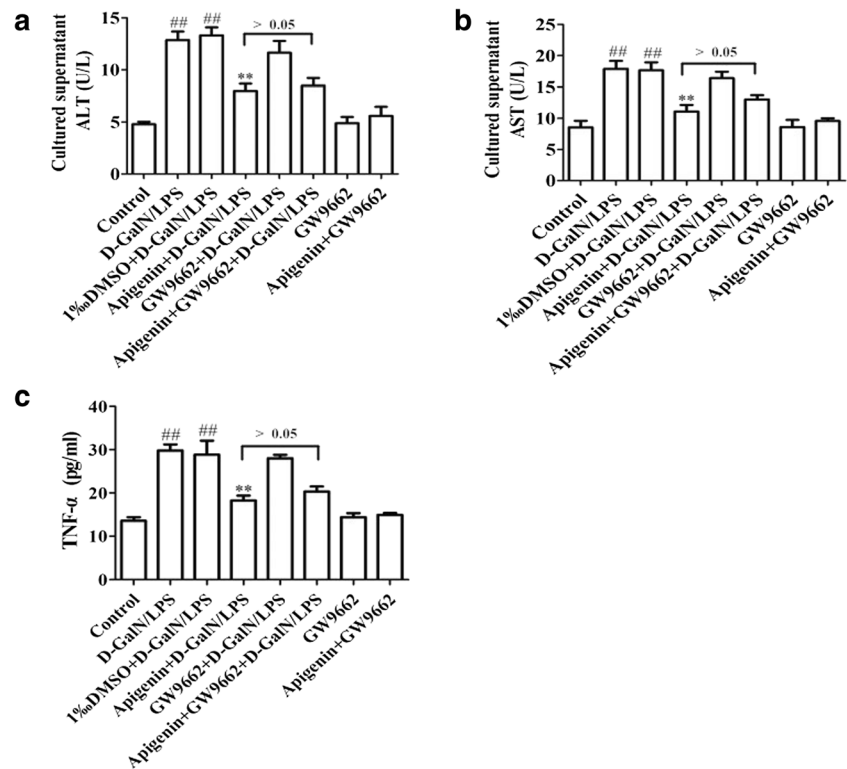 a
Cultured supernatant
ALT (U/L)
15
10
5
0
##
##
**
> 0.05
Control
D-GalN/LPS
1‰DMSO+D-GalN/LPS
Apigenin+D-GalN/LPS
GW9662+D-GalN/LPS
Apigenin+GW9662+D-GalN/LPS
GW9662
Apigenin+GW9662
b
Cultured supernatant
AST (U/L)
25
20
15
10
5
0
##
##
**
> 0.05
Control
D-GalN/LPS
1‰DMSO+D-GalN/LPS
Apigenin+D-GalN/LPS
GW9662+D-GalN/LPS
Apigenin+GW9662+D-GalN/LPS
GW9662
Apigenin+GW9662
c
TNF-α (pg/ml)
40
30
20
10
0
##
##
**
> 0.05
Control
D-GalN/LPS
1‰DMSO+D-GalN/LPS
Apigenin+D-GalN/LPS
GW9662+D-GalN/LPS
Apigenin+GW9662+D-GalN/LPS
GW9662
Apigenin+GW9662